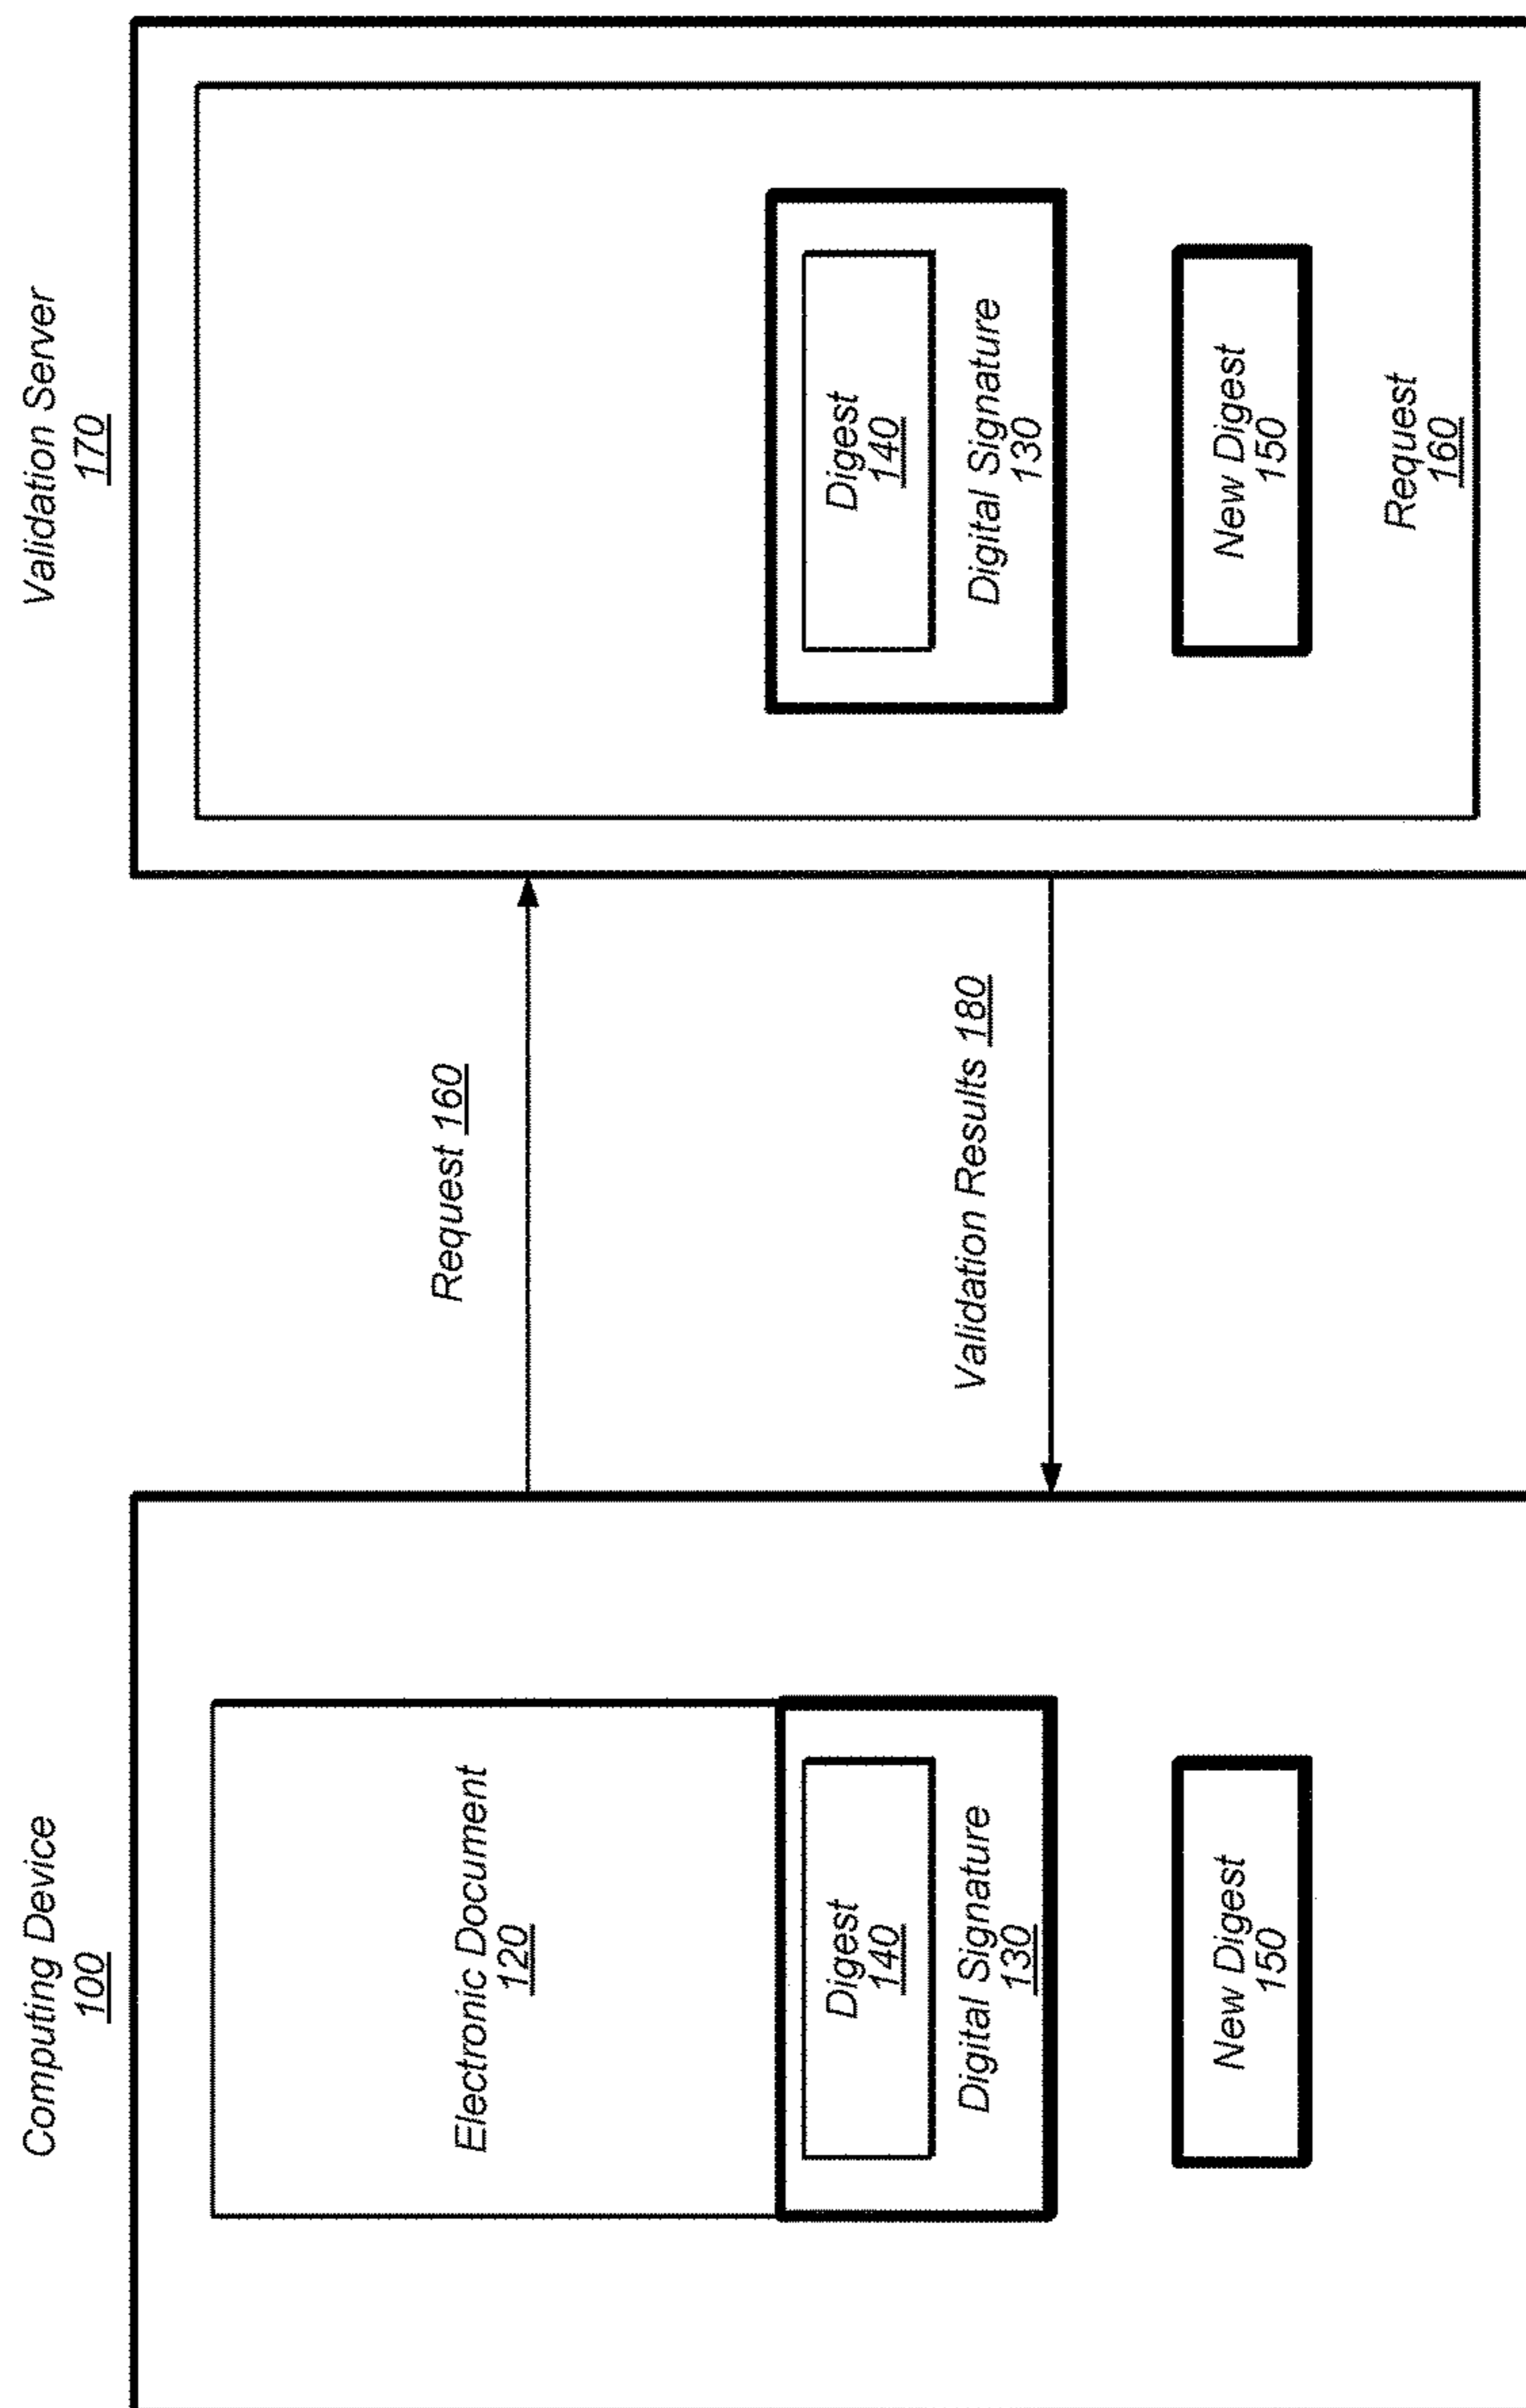 Computing Device
100
Electronic Document
120
Digest
140
Digital Signature
130
New Digest
150
Request 160
Validation Results 180
Validation Server
170
Digest
140
Digital Signature
130
New Digest
150
Request
160